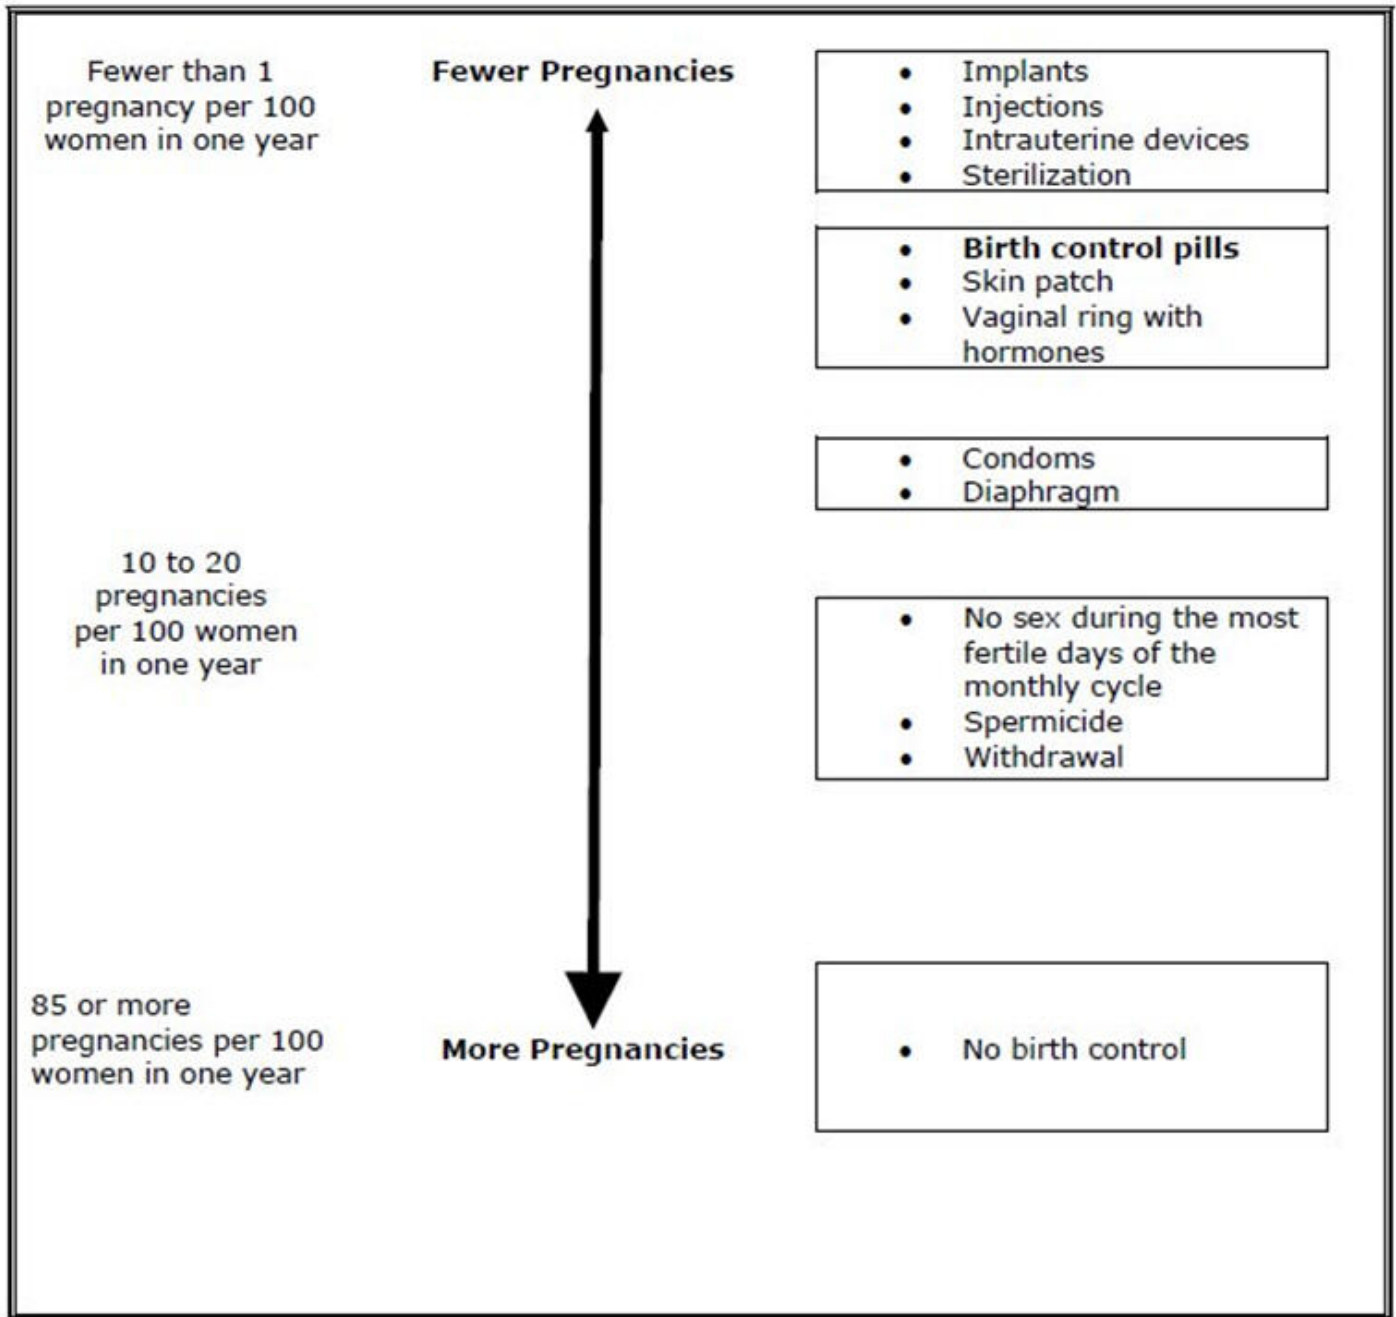 Fewer than 1
pregnancy per 100
women in one year
Fewer Pregnancies
• Implants
• Injections
• Intrauterine devices
• Sterilization
• Birth control pills
• Skin patch
• Vaginal ring with
hormones
• Condoms
• Diaphragm
10 to 20
pregnancies
per 100 women
in one year
• No sex during the most
fertile days of the
monthly cycle
• Spermicide
• Withdrawal
85 or more
pregnancies per 100
women in one year
More Pregnancies
• No birth control